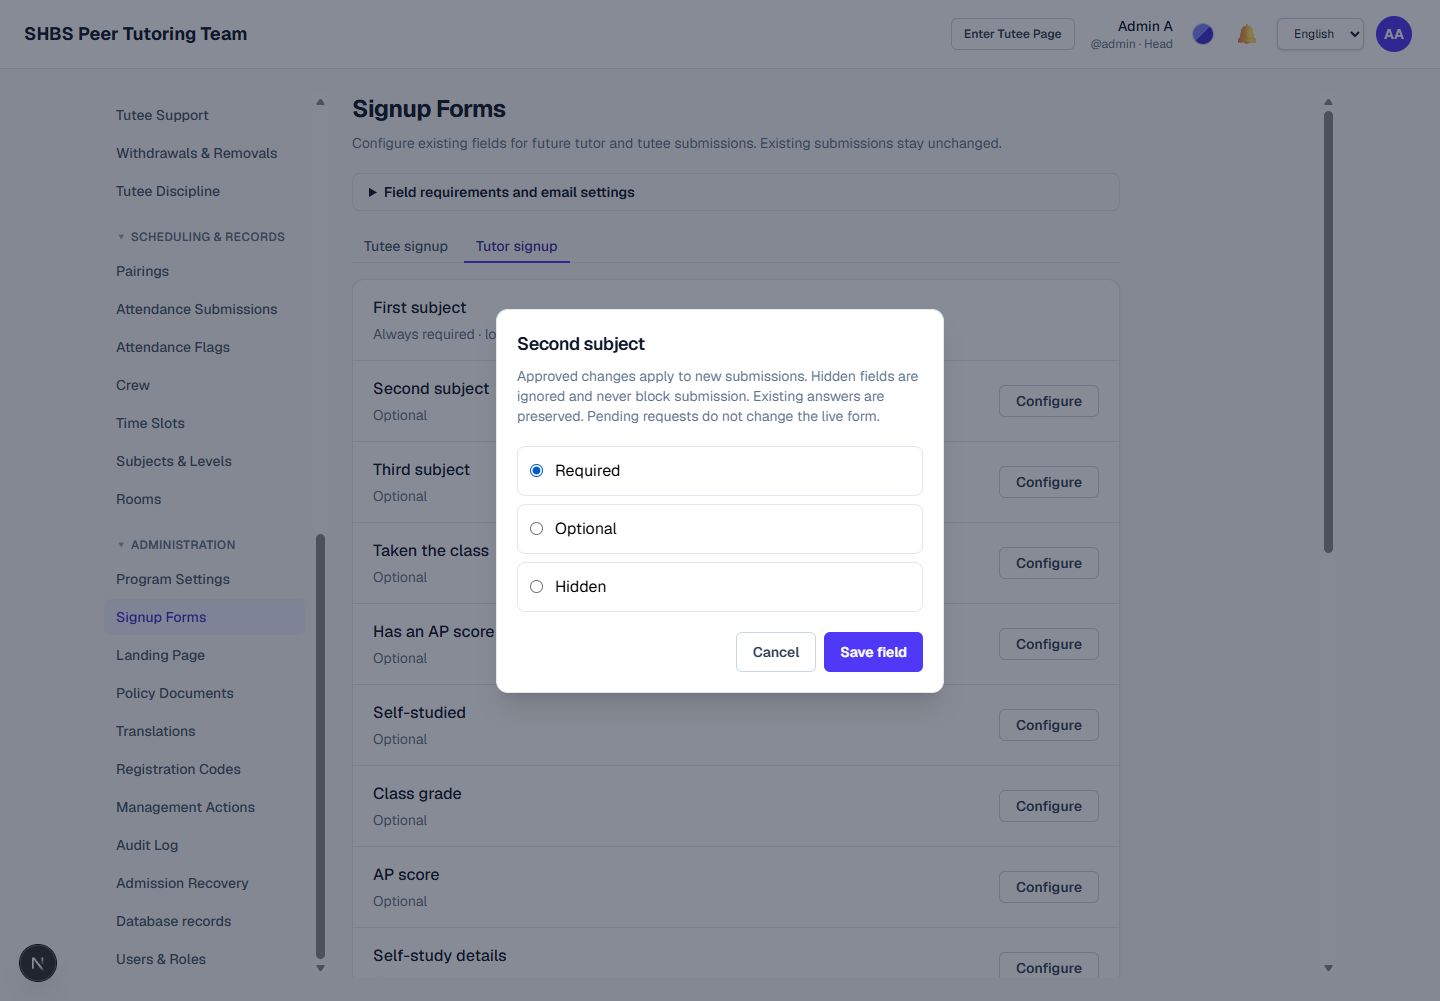 SHBS Peer Tutoring Team
Enter Tutee Page
Admin A
@admin · Head
English
AA
Tutee Support
Withdrawals & Removals
Tutee Discipline
SCHEDULING & RECORDS
Pairings
Attendance Submissions
Attendance Flags
Crew
Time Slots
Subjects & Levels
Rooms
ADMINISTRATION
Program Settings
Signup Forms
Landing Page
Policy Documents
Translations
Registration Codes
Management Actions
Audit Log
Admission Recovery
Database records
Users & Roles
N
Signup Forms
Configure existing fields for future tutor and tutee submissions. Existing submissions stay unchanged.
Field requirements and email settings
Tutee signup
Tutor signup
First subject
Always required · lo
Second subject
Optional
Configure
Third subject
Optional
Configure
Taken the class
Optional
Configure
Has an AP score
Optional
Configure
Self-studied
Optional
Configure
Class grade
Optional
Configure
AP score
Optional
Configure
Self-study details
Configure
Second subject
Approved changes apply to new submissions. Hidden fields are
ignored and never block submission. Existing answers are
preserved. Pending requests do not change the live form.
Required
Optional
Hidden
Cancel
Save field